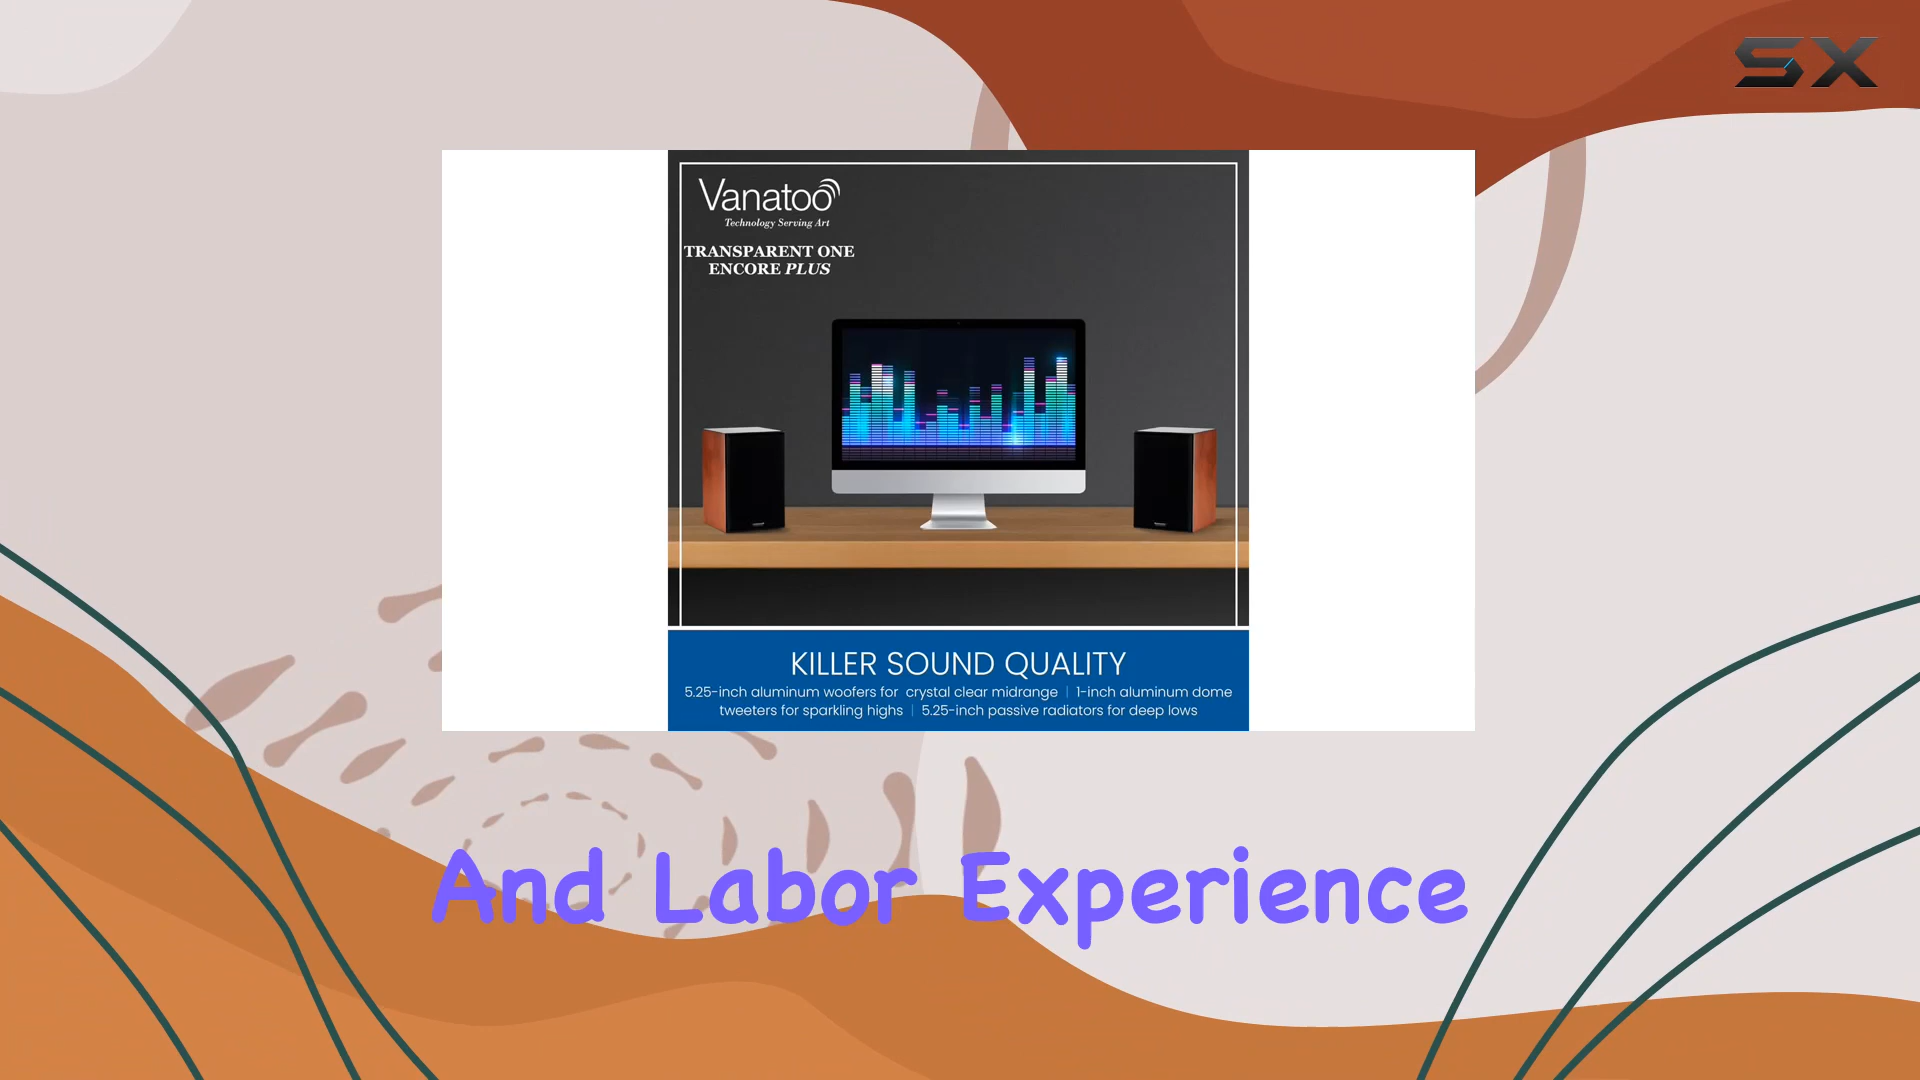 SX
Vanatoo
Technology Serving Art
TRANSPARENT ONE
ENCORE PLUS
KILLER SOUND QUALITY
5.25-inch aluminum woofers for crystal clear midrange | 1-inch aluminum dome
tweeters for sparkling highs | 5.25-inch passive radiators for deep lows
And Labor Experience